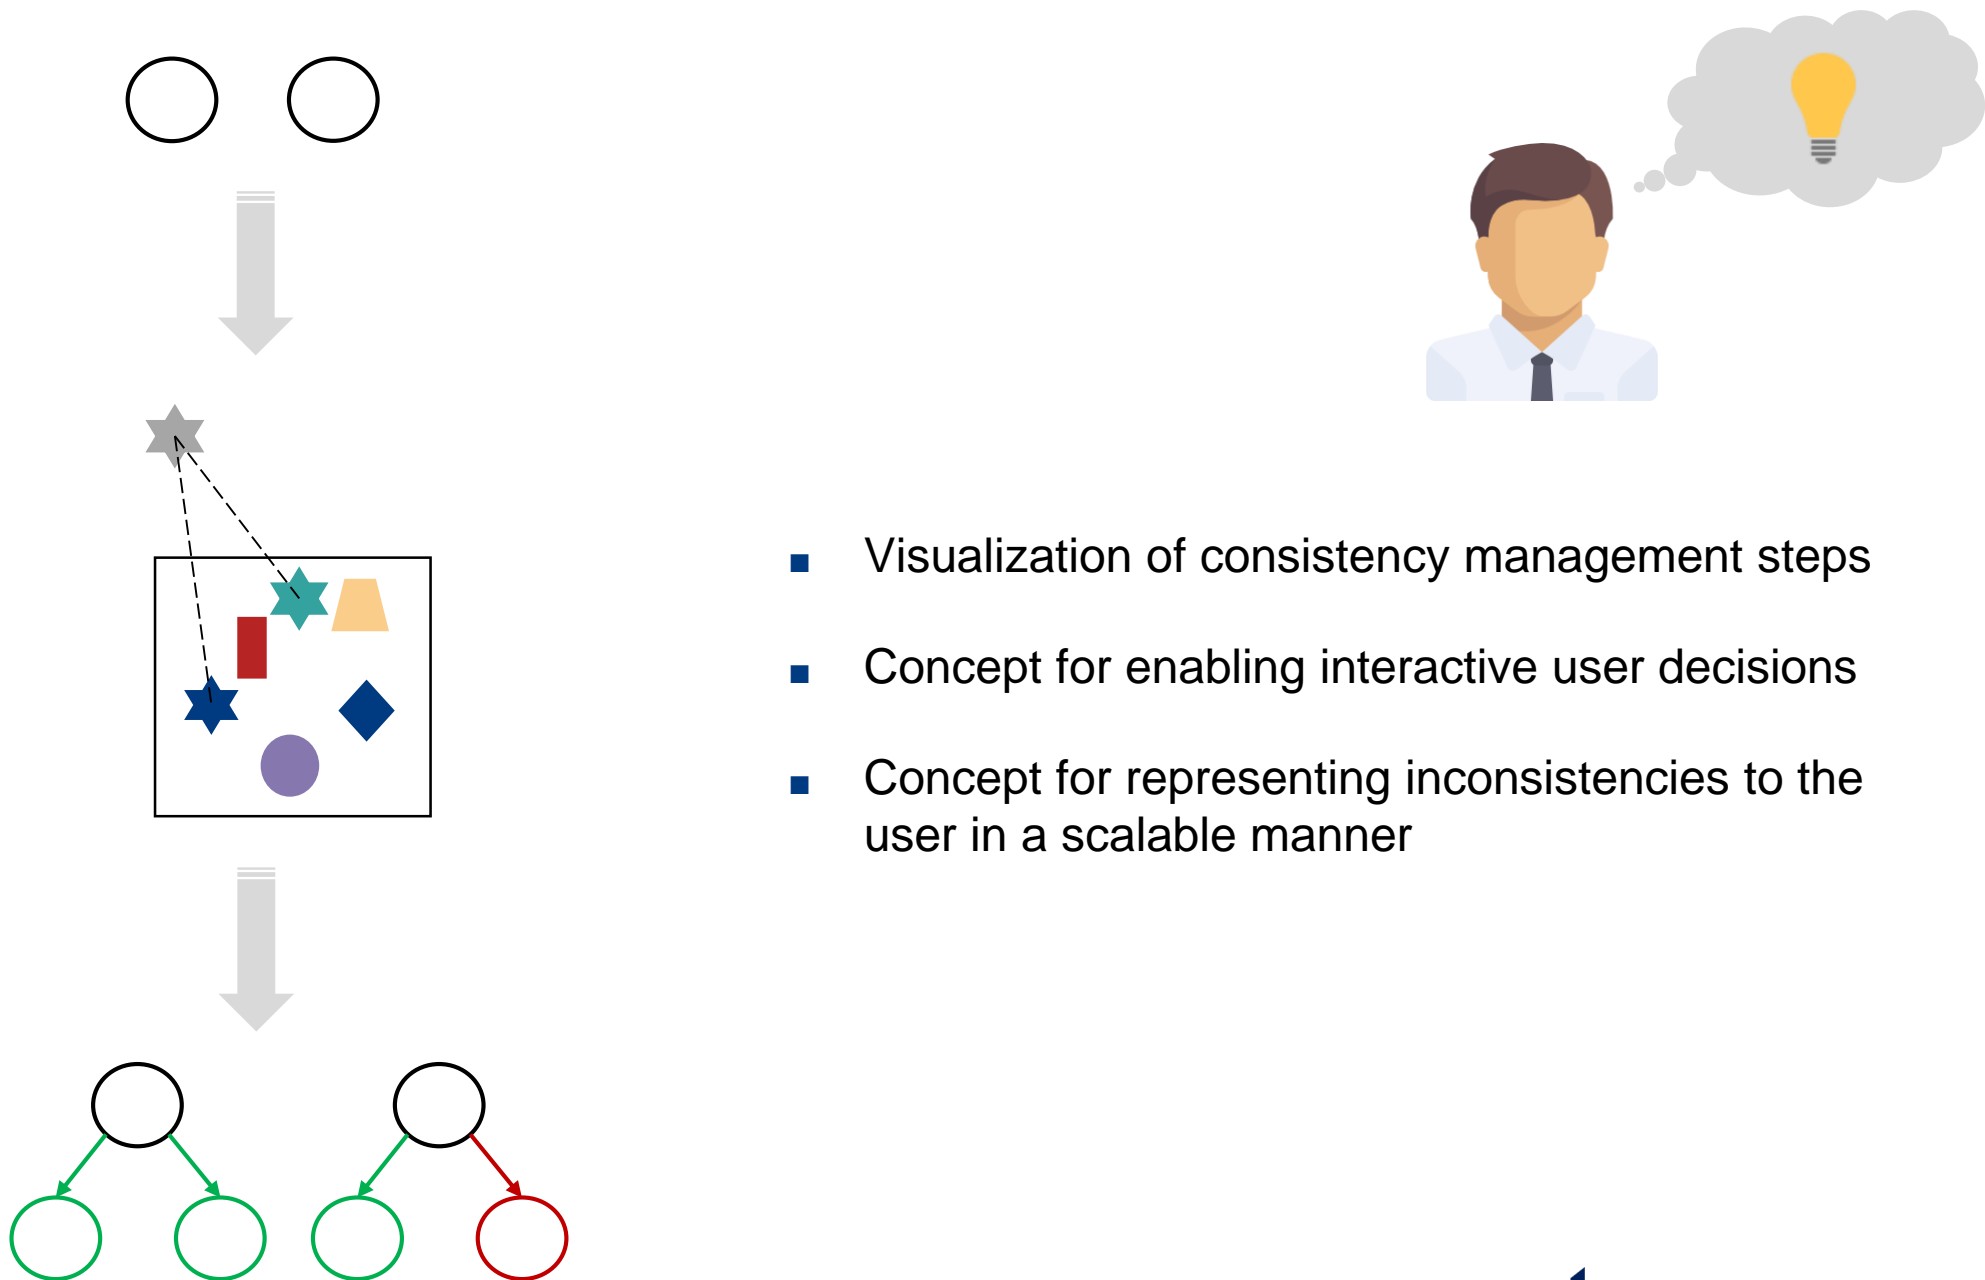 Visualization of consistency management steps
Concept for enabling interactive user decisions
Concept for representing inconsistencies to the
user in a scalable manner